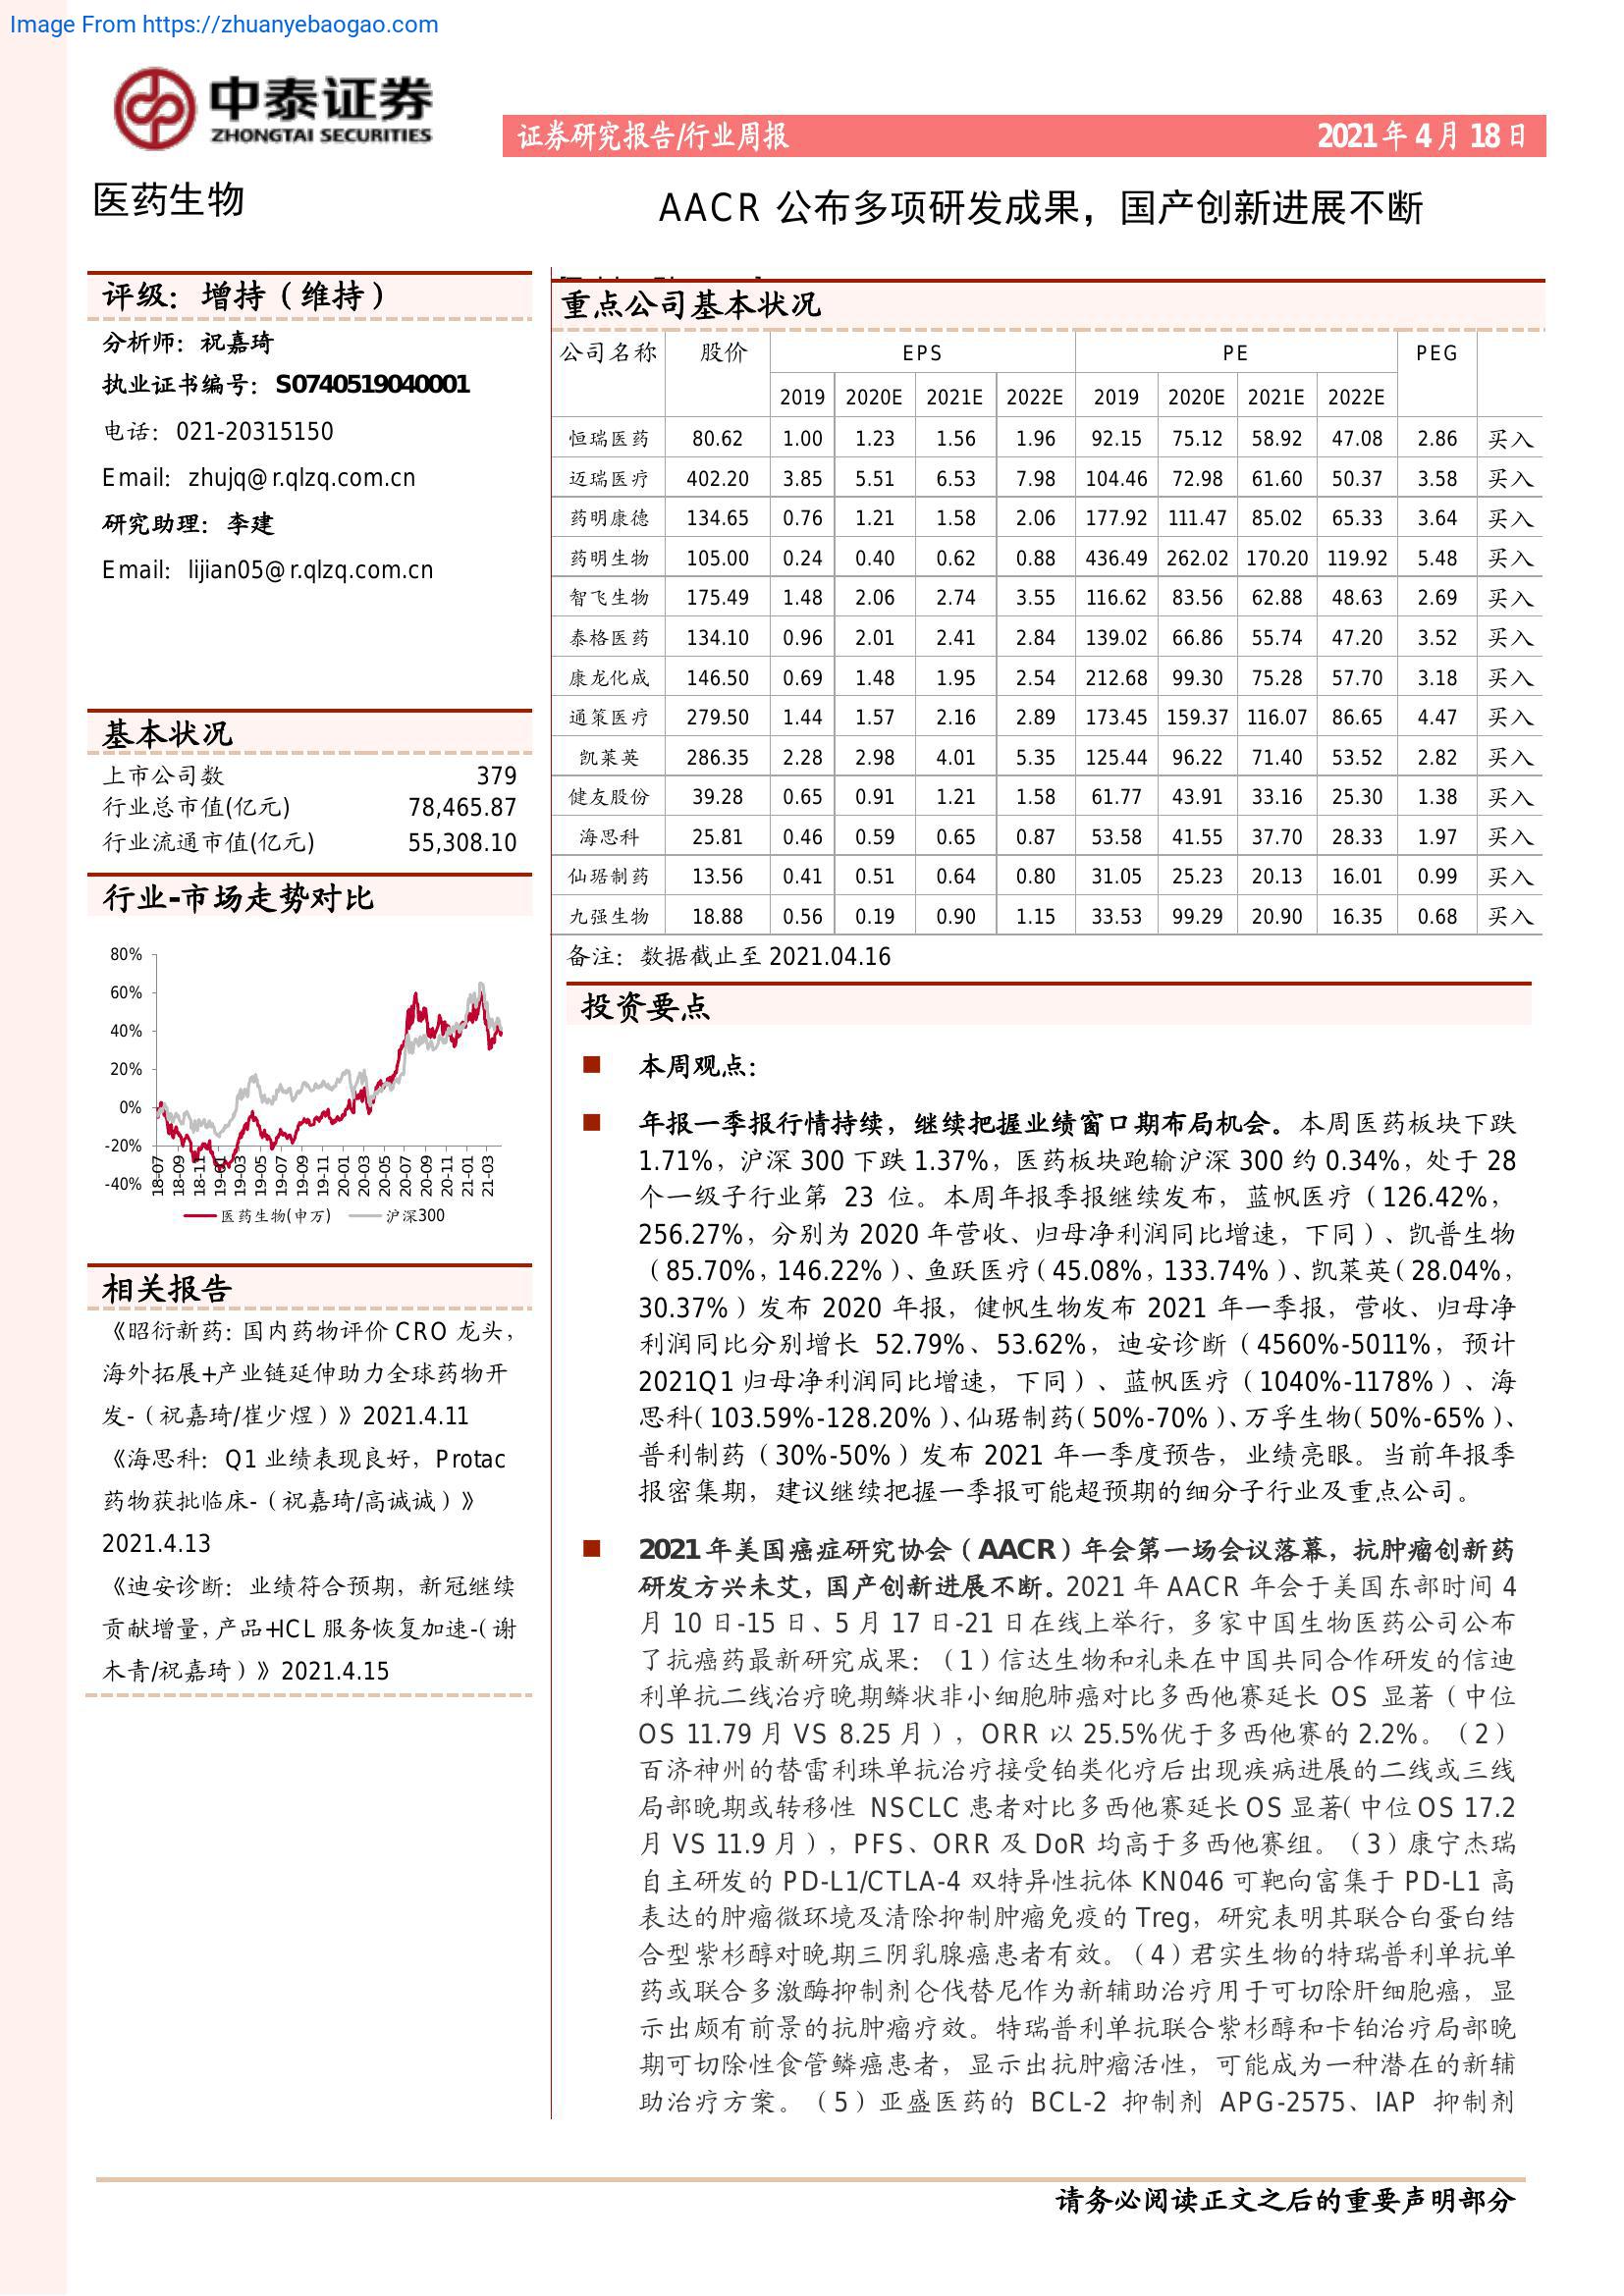 Image From https://zhuanyebaogao.com
中泰证券
ZHONGTAI SECURITIES
证券研究报告/行业周报 2021年4月18日
医药生物
AACR 公布多项研发成果，国产创新进展不断
评级：增持（维持）
分析师：祝嘉琦
执业证书编号：S0740519040001
电话：021-20315150
Email：zhujq@r.qlzq.com.cn
研究助理：李建
Email：lijian05@r.qlzq.com.cn
基本状况
上市公司数 379
行业总市值(亿元) 78,465.87
行业流通市值(亿元) 55,308.10
行业-市场走势对比
80%
60%
40%
20%
0%
-20%
-40%
18-07 18-09 18-11 19-01 19-03 19-05 19-07 19-09 19-11 20-01 20-03 20-05 20-07 20-09 20-11 21-01 21-03
医药生物(申万) 沪深300
相关报告
《昭衍新药：国内药物评价 CRO 龙头，
海外拓展+产业链延伸助力全球药物开
发-（祝嘉琦/崔少煜）》2021.4.11
《海思科：Q1 业绩表现良好，Protac
药物获批临床-（祝嘉琦/高诚诚）》
2021.4.13
《迪安诊断：业绩符合预期，新冠继续
贡献增量，产品+ICL 服务恢复加速-（谢
木青/祝嘉琦）》2021.4.15
重点公司基本状况
公司名称 股价 EPS PE PEG
2019 2020E 2021E 2022E 2019 2020E 2021E 2022E
恒瑞医药 80.62 1.00 1.23 1.56 1.96 92.15 75.12 58.92 47.08 2.86 买入
迈瑞医疗 402.20 3.85 5.51 6.53 7.98 104.46 72.98 61.60 50.37 3.58 买入
药明康德 134.65 0.76 1.21 1.58 2.06 177.92 111.47 85.02 65.33 3.64 买入
药明生物 105.00 0.24 0.40 0.62 0.88 436.49 262.02 170.20 119.92 5.48 买入
智飞生物 175.49 1.48 2.06 2.74 3.55 116.62 83.56 62.88 48.63 2.69 买入
泰格医药 134.10 0.96 2.01 2.41 2.84 139.02 66.86 55.74 47.20 3.52 买入
康龙化成 146.50 0.69 1.48 1.95 2.54 212.68 99.30 75.28 57.70 3.18 买入
通策医疗 279.50 1.44 1.57 2.16 2.89 173.45 159.37 116.07 86.65 4.47 买入
凯莱英 286.35 2.28 2.98 4.01 5.35 125.44 96.22 71.40 53.52 2.82 买入
健友股份 39.28 0.65 0.91 1.21 1.58 61.77 43.91 33.16 25.30 1.38 买入
海思科 25.81 0.46 0.59 0.65 0.87 53.58 41.55 37.70 28.33 1.97 买入
仙琚制药 13.56 0.41 0.51 0.64 0.80 31.05 25.23 20.13 16.01 0.99 买入
九强生物 18.88 0.56 0.19 0.90 1.15 33.53 99.29 20.90 16.35 0.68 买入
备注：数据截止至 2021.04.16
投资要点
本周观点：
年报一季报行情持续，继续把握业绩窗口期布局机会。本周医药板块下跌
1.71%，沪深 300 下跌 1.37%，医药板块跑输沪深 300 约 0.34%，处于 28
个一级子行业第 23 位。本周年报季报继续发布，蓝帆医疗（126.42%，
256.27%，分别为 2020 年营收、归母净利润同比增速，下同）、凯普生物
（85.70%，146.22%）、鱼跃医疗（45.08%，133.74%）、凯莱英（28.04%，
30.37%）发布 2020 年报，健帆生物发布 2021 年一季报，营收、归母净
利润同比分别增长 52.79%、53.62%，迪安诊断（4560%-5011%，预计
2021Q1 归母净利润同比增速，下同）、蓝帆医疗（1040%-1178%）、海
思科（103.59%-128.20%）、仙琚制药（50%-70%）、万孚生物（50%-65%）、
普利制药（30%-50%）发布 2021 年一季度预告，业绩亮眼。当前年报季
报密集期，建议继续把握一季报可能超预期的细分子行业及重点公司。
2021 年美国癌症研究协会（AACR）年会第一场会议落幕，抗肿瘤创新药
研发方兴未艾，国产创新进展不断。2021 年 AACR 年会于美国东部时间 4
月 10 日-15 日、5 月 17 日-21 日在线上举行，多家中国生物医药公司公布
了抗癌药最新研究成果：（1）信达生物和礼来在中国共同合作研发的信迪
利单抗二线治疗晚期鳞状非小细胞肺癌对比多西他赛延长 OS 显著（中位
OS 11.79 月 VS 8.25 月），ORR 以 25.5%优于多西他赛的 2.2%。（2）
百济神州的替雷利珠单抗治疗接受铂类化疗后出现疾病进展的二线或三线
局部晚期或转移性 NSCLC 患者对比多西他赛延长 OS 显著（中位 OS 17.2
月 VS 11.9 月），PFS、ORR 及 DoR 均高于多西他赛组。（3）康宁杰瑞
自主研发的 PD-L1/CTLA-4 双特异性抗体 KN046 可靶向富集于 PD-L1 高
表达的肿瘤微环境及清除抑制肿瘤免疫的 Treg，研究表明其联合白蛋白结
合型紫杉醇对晚期三阴乳腺癌患者有效。（4）君实生物的特瑞普利单抗单
药或联合多激酶抑制剂仑伐替尼作为新辅助治疗用于可切除肝细胞癌，显
示出颇有前景的抗肿瘤疗效。特瑞普利单抗联合紫杉醇和卡铂治疗局部晚
期可切除性食管鳞癌患者，显示出抗肿瘤活性，可能成为一种潜在的新辅
助治疗方案。（5）亚盛医药的 BCL-2 抑制剂 APG-2575、IAP 抑制剂
请务必阅读正文之后的重要声明部分